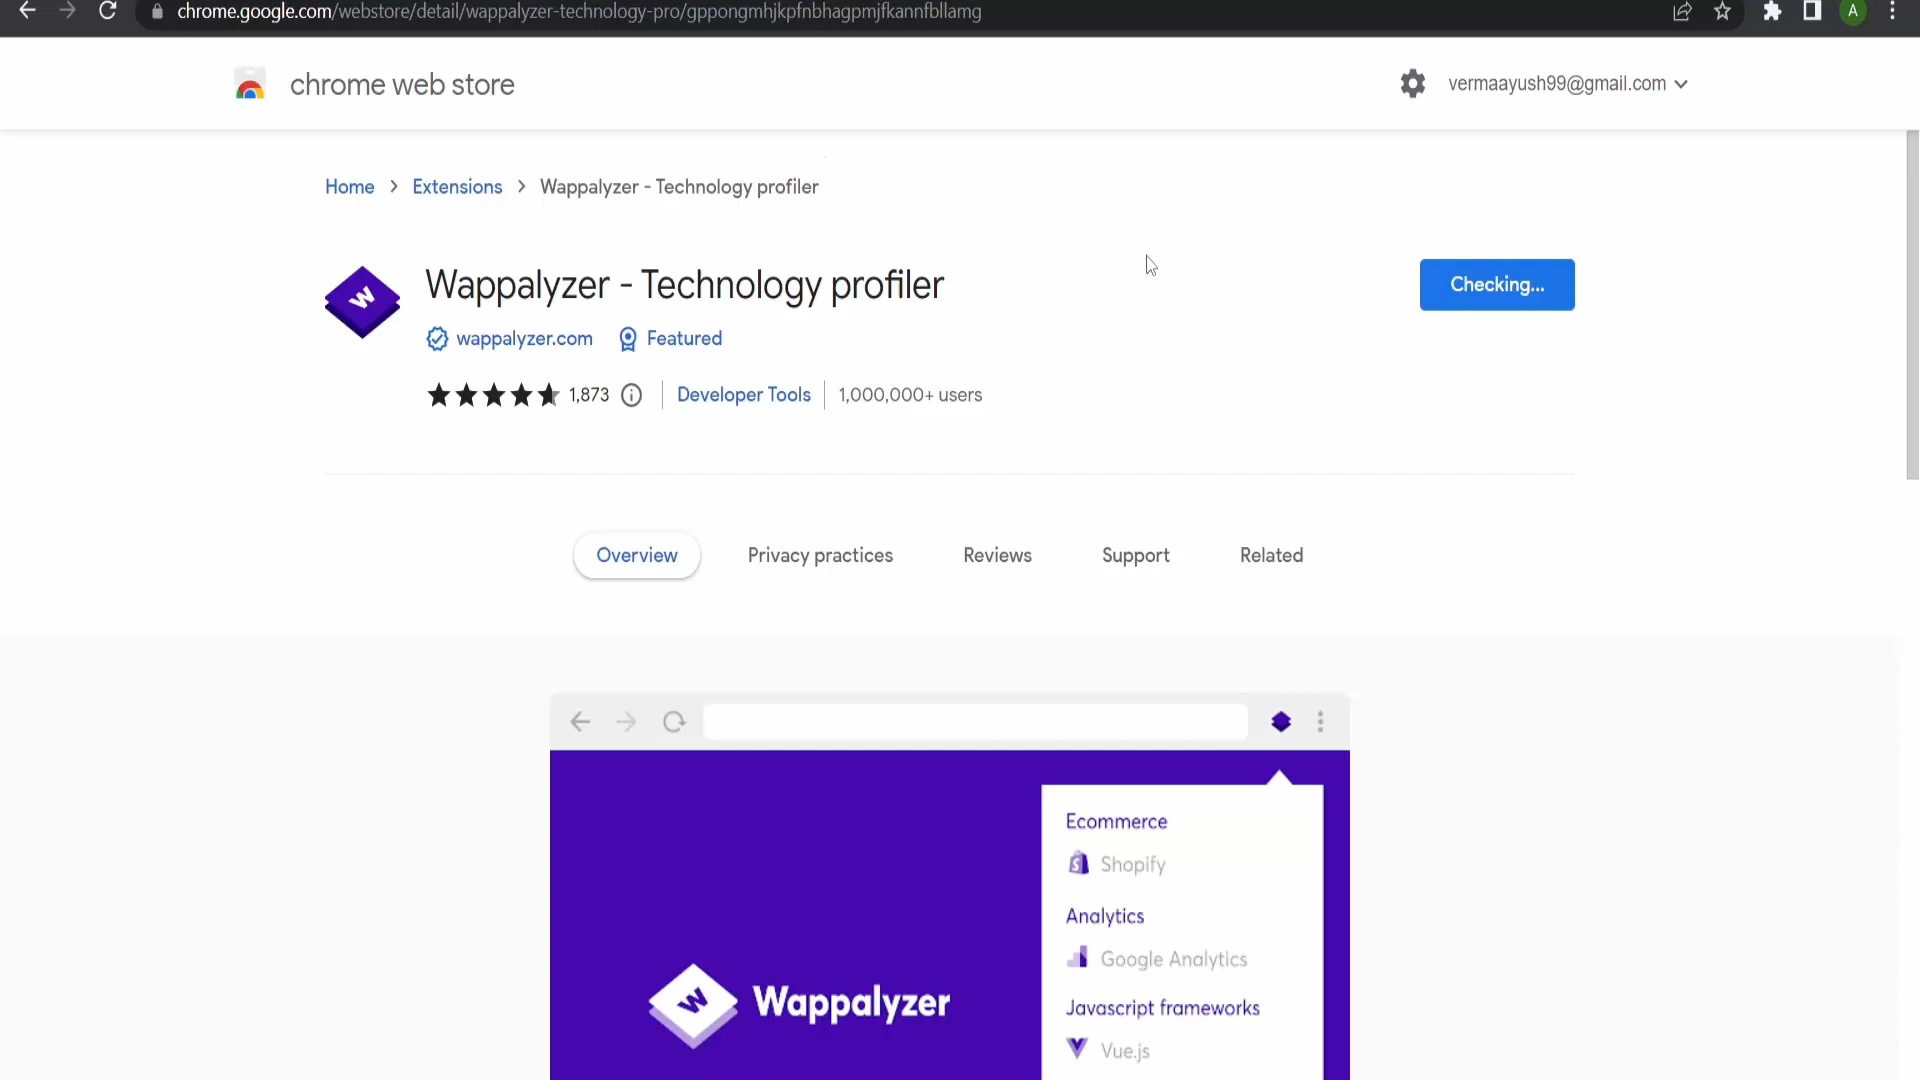 chrome.google.com/webstore/detail/wappalyzer-technology-pro/gppongmhjkpfnbhagpmjfkannfbllamg
A
chrome web store
vermaayush99@gmail.com
Home > Extensions > Wappalyzer - Technology profiler
W
Wappalyzer - Technology profiler
Checking...
wappalyzer.com
Featured
1,873
Developer Tools
1,000,000+ users
Overview
Privacy practices
Reviews
Support
Related
Ecommerce
Shopify
Analytics
Google Analytics
W
Wappalyzer
Javascript frameworks
Vue.js